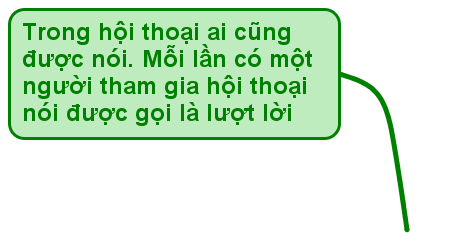 Trong hội thoại ai cũng
được nói. Mỗi lần có một
người tham gia hội thoại
nói được gọi là lượt lời